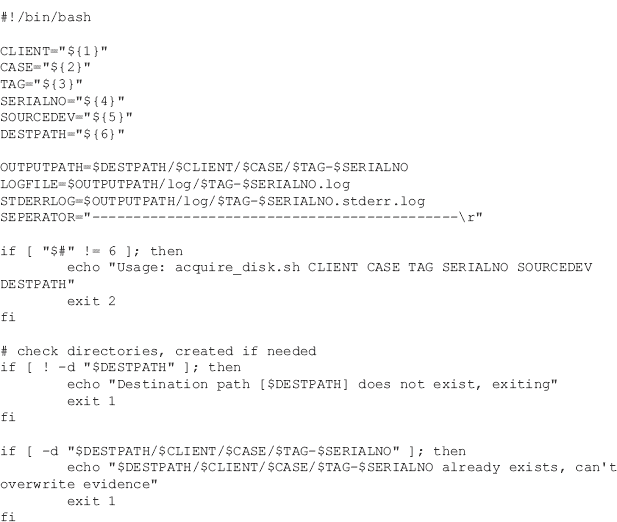 #!/bin/bash

CLIENT="${1}"
CASE="${2}"
TAG="${3}"
SERIALNO="${4}"
SOURCEDEV="${5}"
DESTPATH="${6}"

OUTPUTPATH=$DESTPATH/$CLIENT/$CASE/$TAG-$SERIALNO
LOGFILE=$OUTPUTPATH/log/$TAG-$SERIALNO.log
STDERRLOG=$OUTPUTPATH/log/$TAG-$SERIALNO.stderr.log
SEPERATOR="--------------------------------------------\r"

if [ "$#" != 6 ]; then
        echo "Usage: acquire_disk.sh CLIENT CASE TAG SERIALNO SOURCEDEV
DESTPATH"
        exit 2
fi

# check directories, created if needed
if [ ! -d "$DESTPATH" ]; then
        echo "Destination path [$DESTPATH] does not exist, exiting"
        exit 1
fi

if [ -d "$DESTPATH/$CLIENT/$CASE/$TAG-$SERIALNO" ]; then
        echo "$DESTPATH/$CLIENT/$CASE/$TAG-$SERIALNO already exists, can't
overwrite evidence"
        exit 1
fi